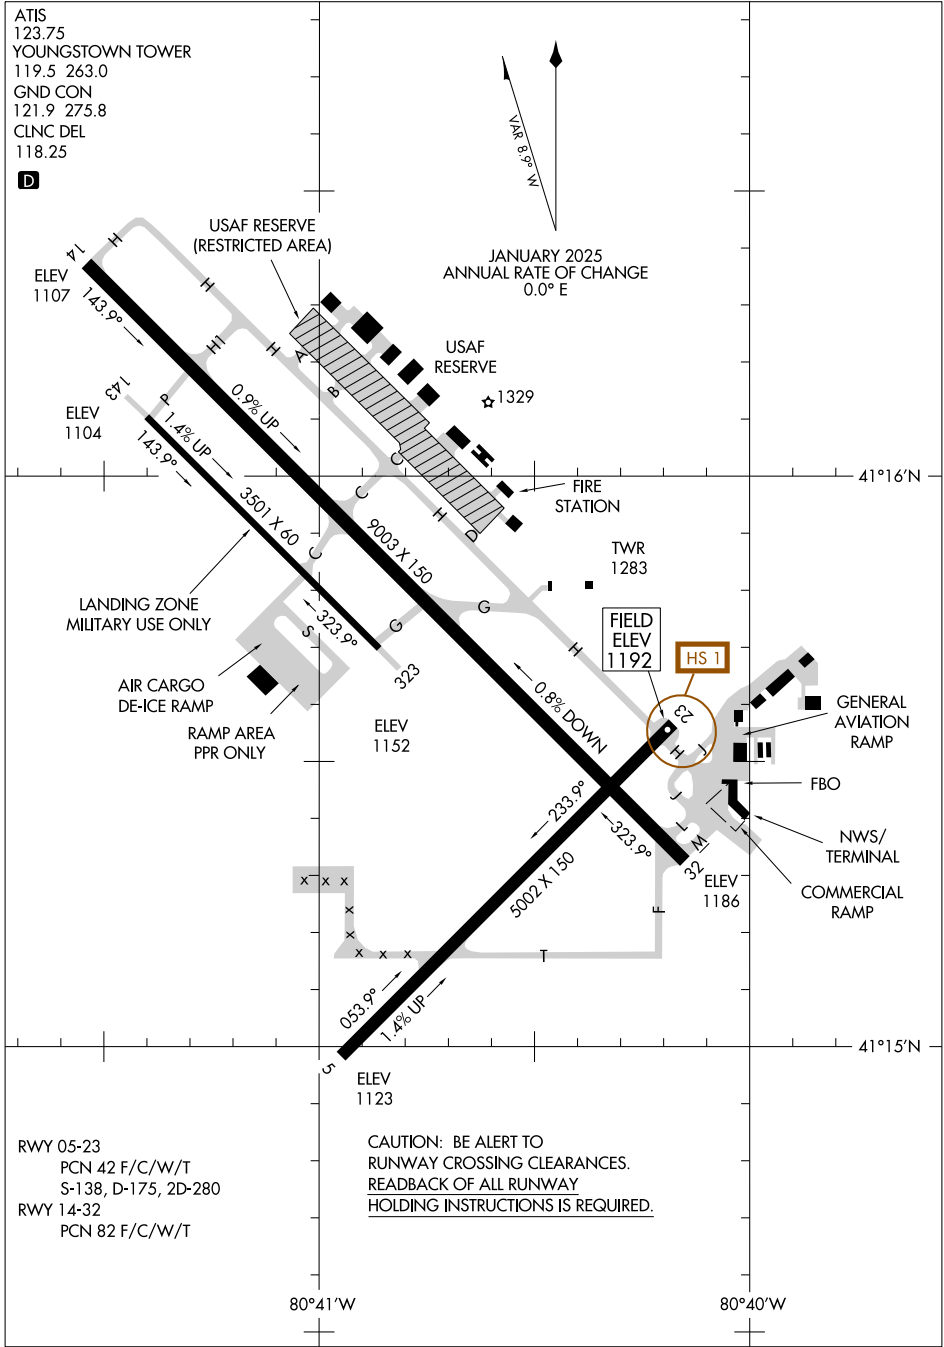 ATIS
123.75
YOUNGSTOWN TOWER
119.5 263.0
GND CON
121.9 275.8
CLNC DEL
118.25
D
VAR 8.9° W
JANUARY 2025
ANNUAL RATE OF CHANGE
0.0° E
USAF RESERVE
(RESTRICTED AREA)
H
14
ELEV
1107
143.9°
H
H1
H
A
B
USAF
RESERVE
1329
0.9% UP
143
ELEV
1104
P
1.4% UP
143.9°
C
C
41°16'N
FIRE
STATION
3501 X 60
9003 X 150
H
D
C
TWR
1283
LANDING ZONE
MILITARY USE ONLY
323.9°
G
G
S
H
FIELD
ELEV
1192
HS 1
323
AIR CARGO
DE-ICE RAMP
0.8% DOWN
23
GENERAL
AVIATION
RAMP
RAMP AREA
PPR ONLY
ELEV
1152
H
J
FBO
J
233.9°
323.9°
L
M
NWS/
TERMINAL
32
ELEV
1186
COMMERCIAL
RAMP
x x x
5002 X 150
x
F
x
x x x
T
053.9°
1.4% UP
41°15'N
5
ELEV
1123
RWY 05-23
PCN 42 F/C/W/T
S-138, D-175, 2D-280
RWY 14-32
PCN 82 F/C/W/T
CAUTION: BE ALERT TO
RUNWAY CROSSING CLEARANCES.
READBACK OF ALL RUNWAY
HOLDING INSTRUCTIONS IS REQUIRED.
80°41'W
80°40'W